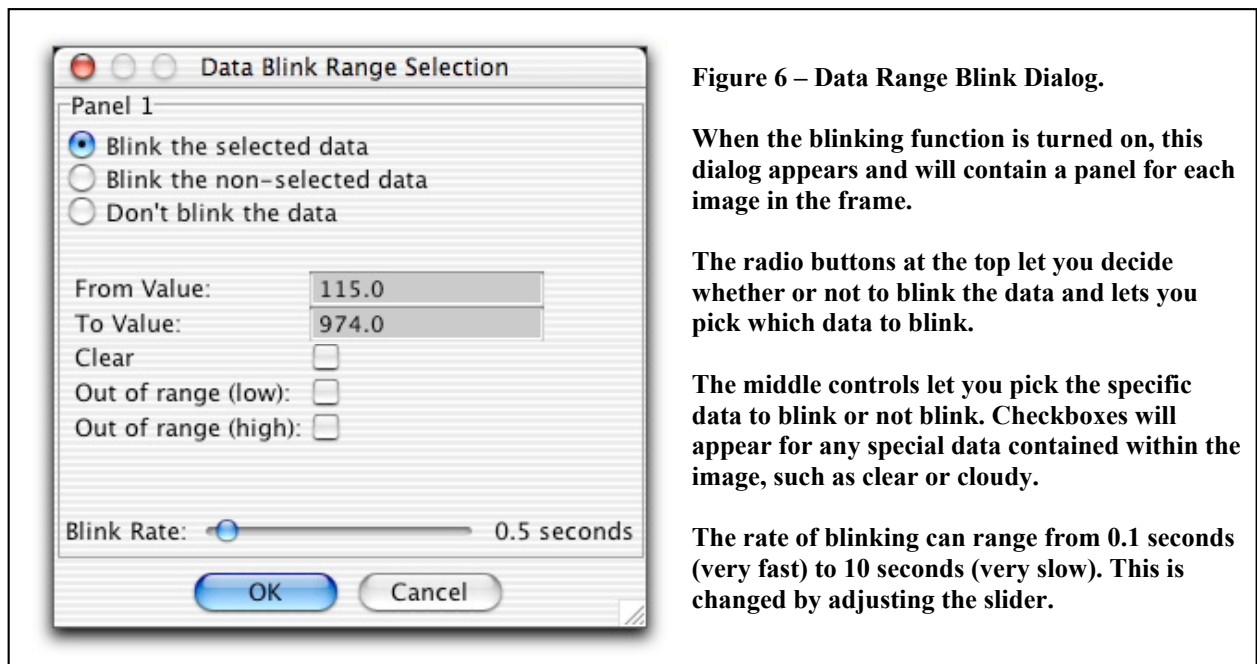 Data Blink Range Selection
Panel 1
Blink the selected data
Blink the non-selected data
Don't blink the data
From Value: 115.0
To Value: 974.0
Clear
Out of range (low):
Out of range (high):
Blink Rate: 0.5 seconds
OK Cancel
Figure 6 – Data Range Blink Dialog.
When the blinking function is turned on, this
dialog appears and will contain a panel for each
image in the frame.
The radio buttons at the top let you decide
whether or not to blink the data and lets you
pick which data to blink.
The middle controls let you pick the specific
data to blink or not blink. Checkboxes will
appear for any special data contained within the
image, such as clear or cloudy.
The rate of blinking can range from 0.1 seconds
(very fast) to 10 seconds (very slow). This is
changed by adjusting the slider.